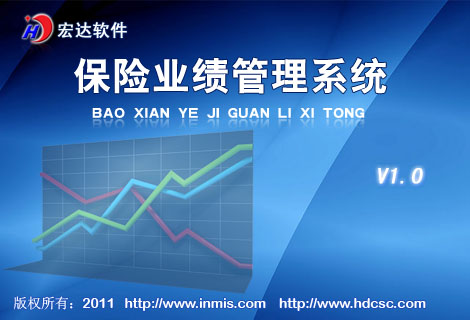 宏达软件
保险业绩管理系统
BAO XIAN YE JI GUAN LI XI TONG
V1.0
版权所有：2011 http://www.inmis.com http://www.hdcsc.com